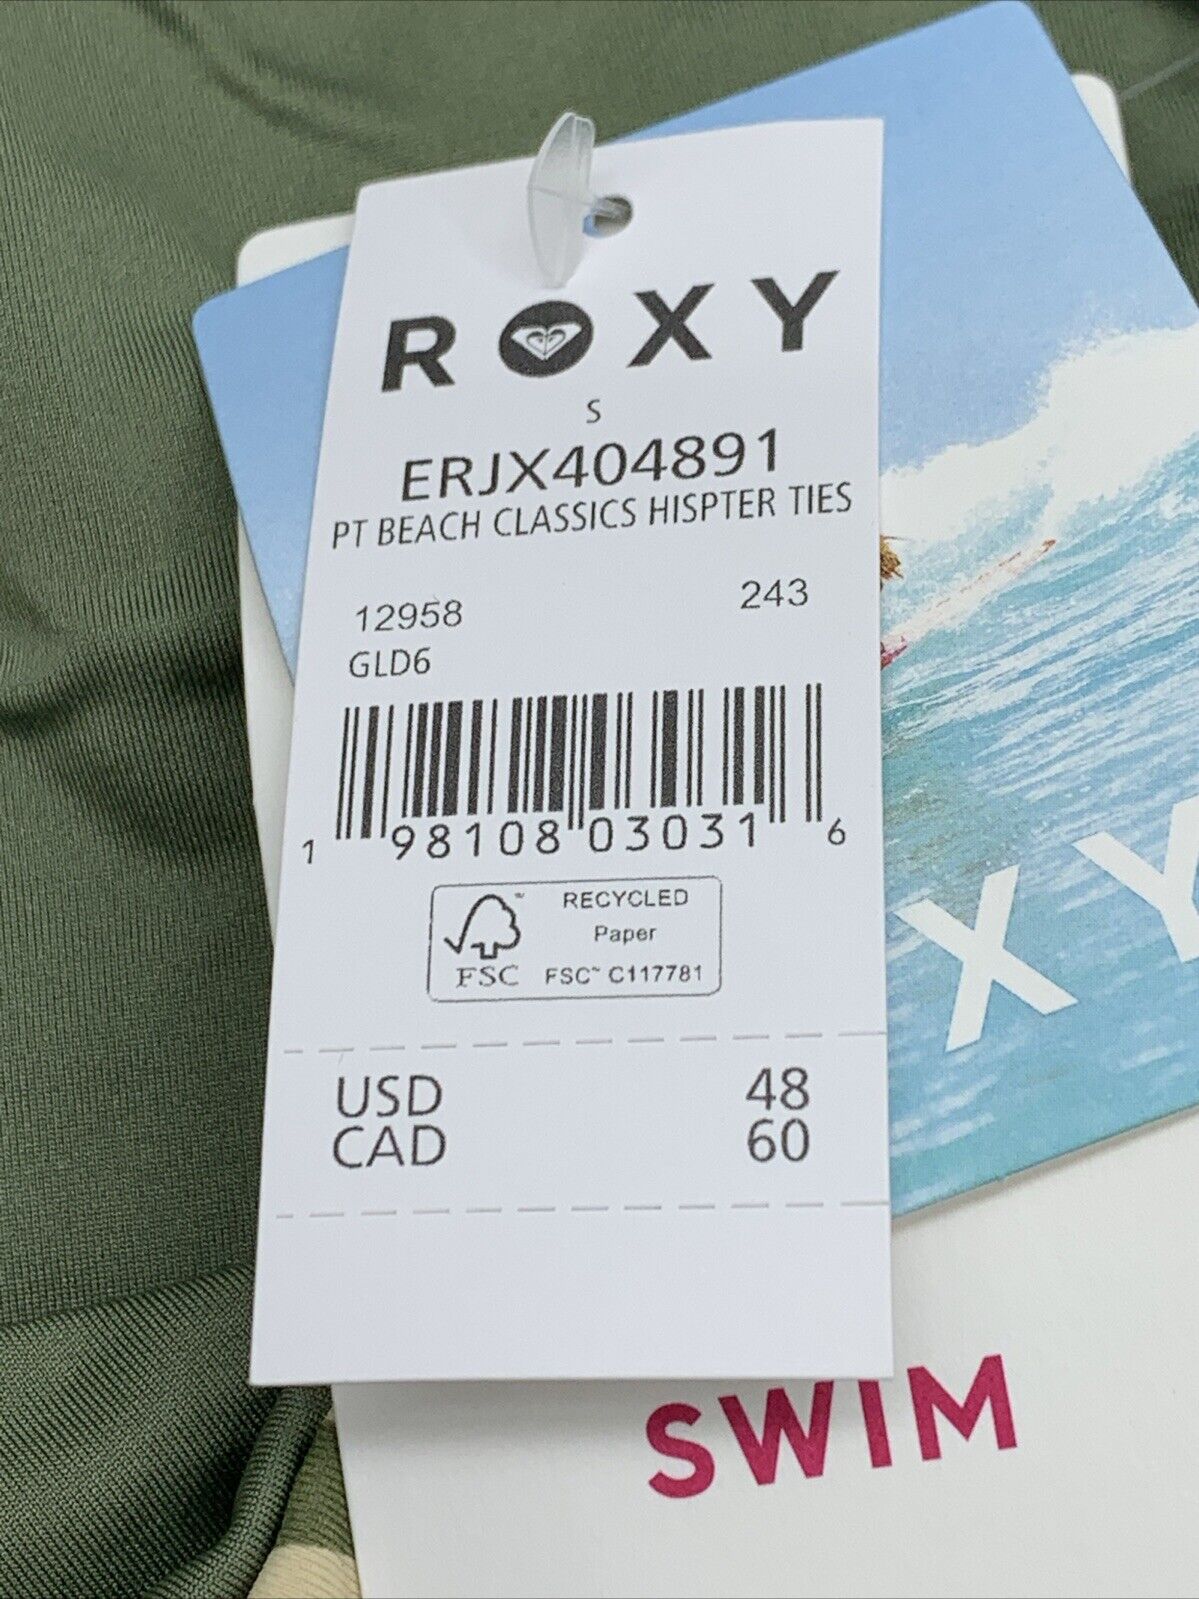 ROXY
S
ERJX404891
PT BEACH CLASSICS HISPTER TIES
12958 243
GLD6
1 98108 03031 6
RECYCLED
Paper
FSC™ C117781
FSC
USD 48
CAD 60
XY
SWIM